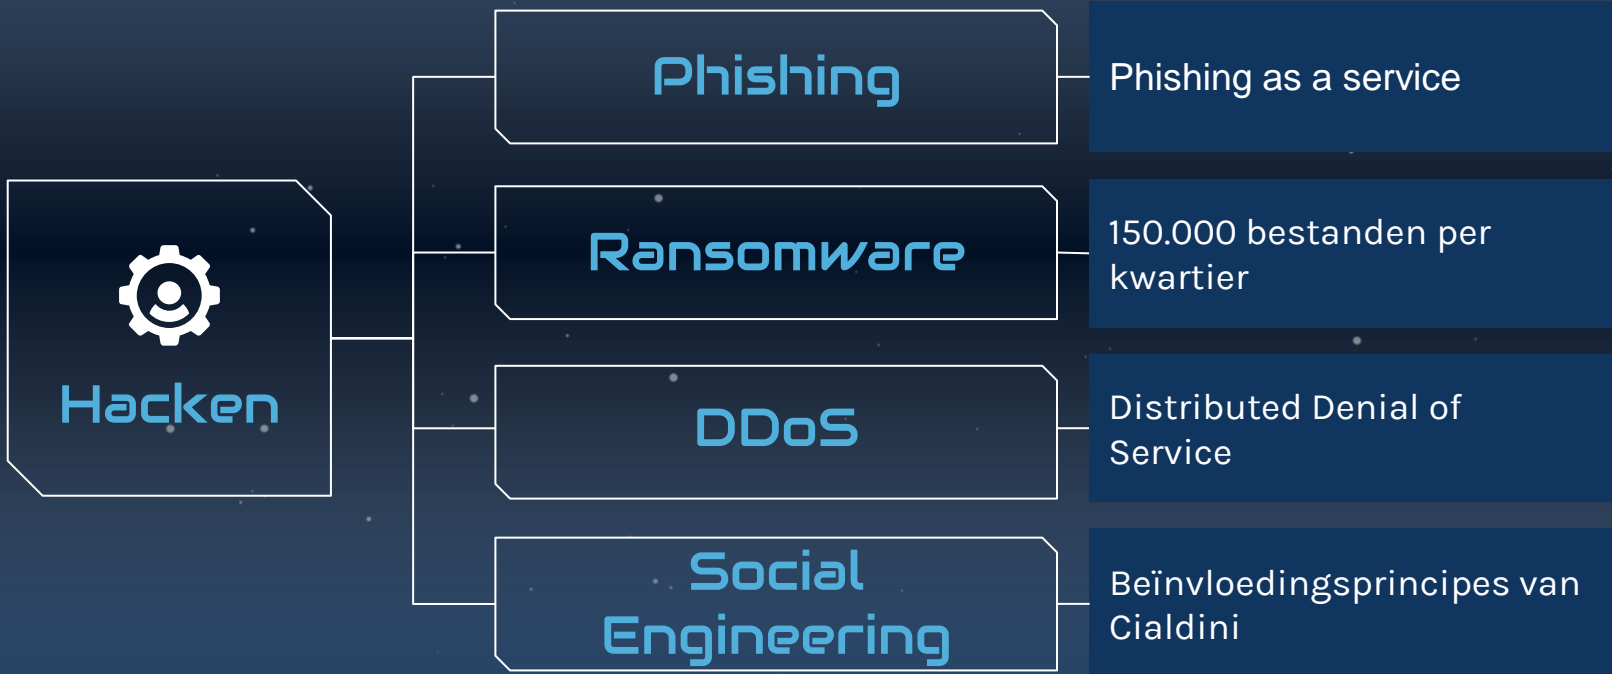 Hacken
Phishing
Phishing as a service
Ransomware
150.000 bestanden per
kwartier
DDoS
Distributed Denial of
Service
Social
Engineering
Beïnvloedingsprincipes van
Cialdini